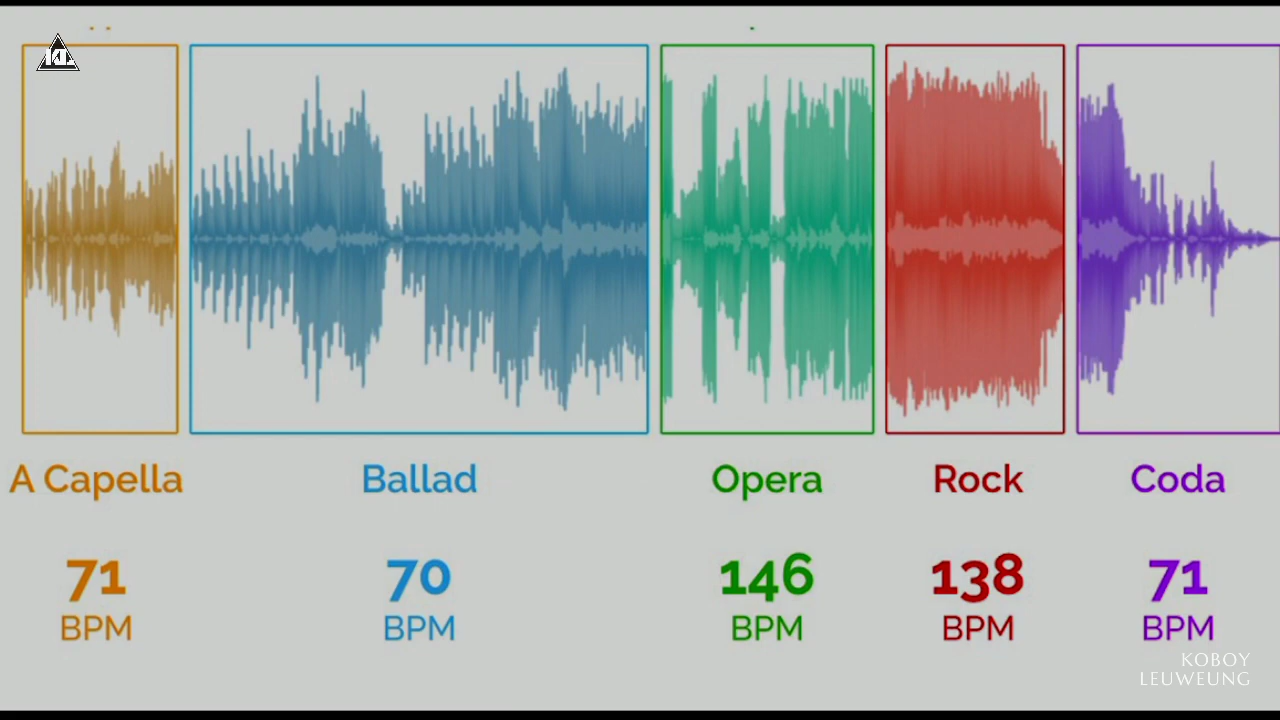 A Capella
Ballad
Opera
Rock
Coda
71
70
146
138
71
BPM
BPM
BPM
BPM
BPM
KOBOY
LEUWEUNG